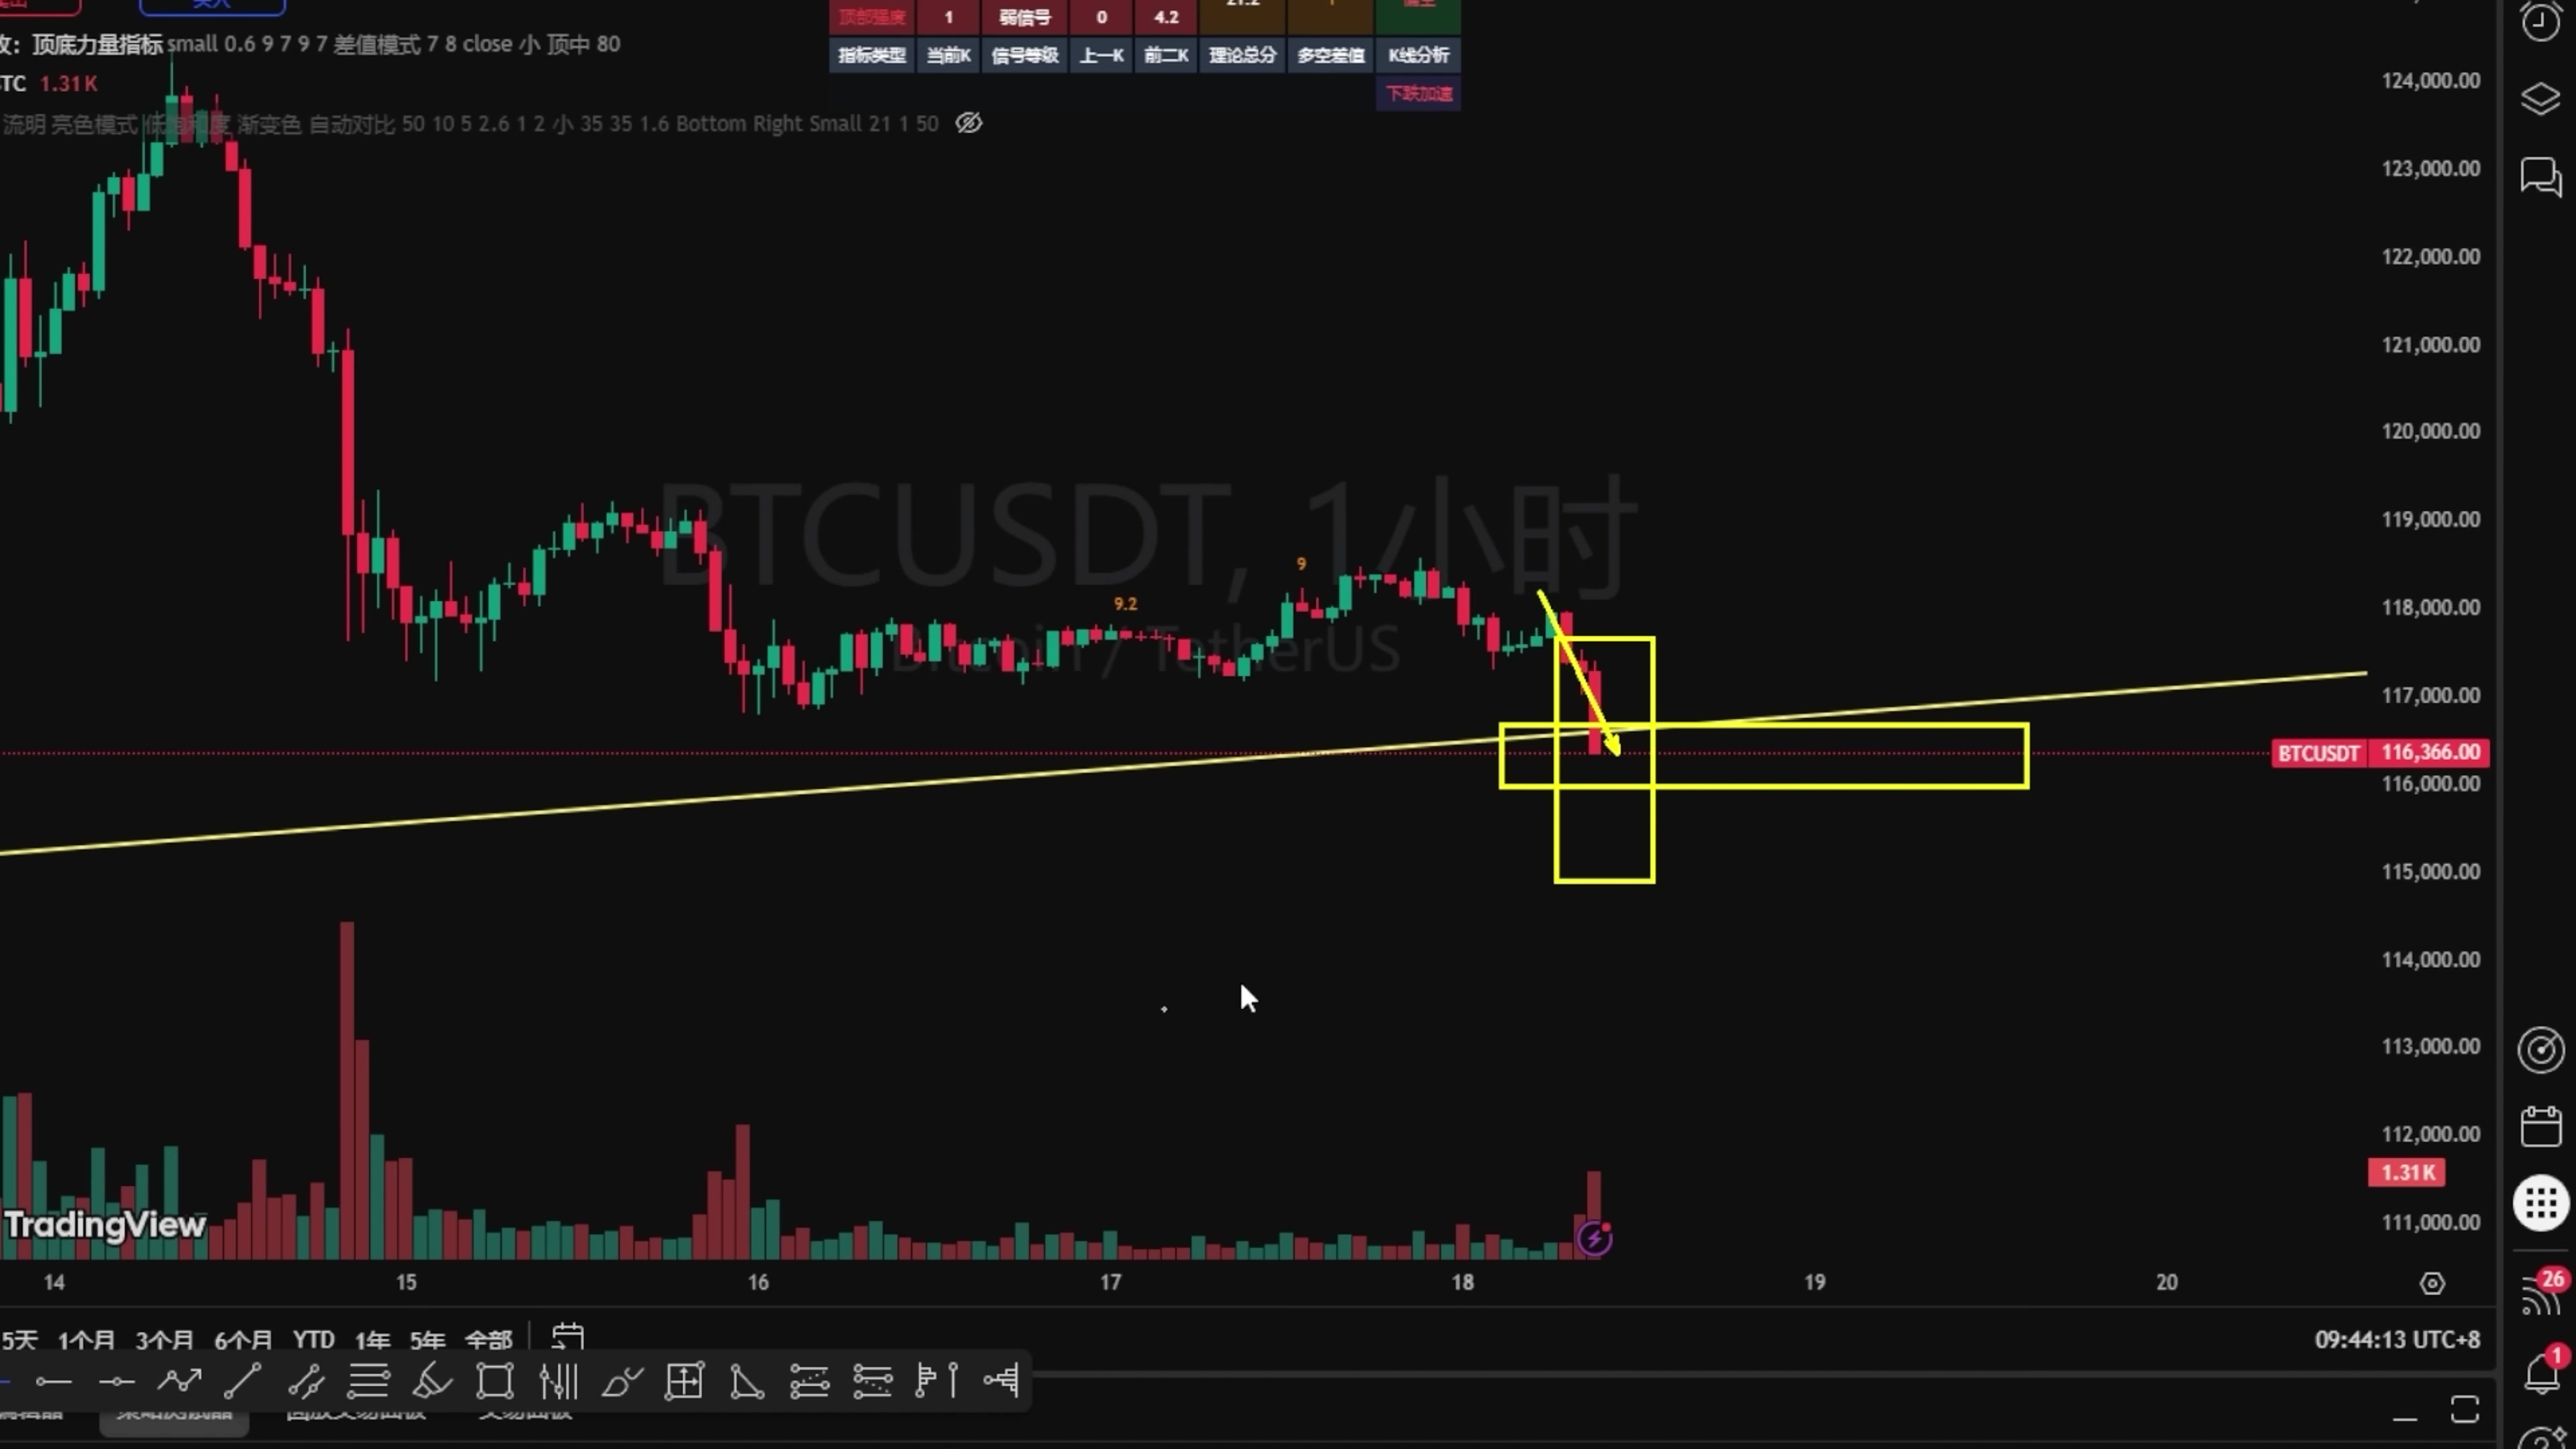 买入
顶部强度 1 弱信号 0 4.2
攻: 顶底力量指标 small 0.6 9 7 9 7 差值模式 7 8 close 小 顶中 80
指标类型 当前K 信号等级 上一K 前二K 理论总分 多空差值 K线分析
TC 1.31K
下跌加速
124,000.00
流明 亮色模式 低饱和度 渐变色 自动对比 50 10 5 2.6 1 2 小 35 35 1.6 Bottom Right Small 21 1 50
123,000.00
122,000.00
121,000.00
120,000.00
119,000.00
BTCUSDT, 1小时
9
9.2
118,000.00
Bitcoin / TetherUS
117,000.00
BTCUSDT 116,366.00
116,000.00
115,000.00
114,000.00
113,000.00
112,000.00
1.31K
111,000.00
TradingView
14 15 16 17 18 19 20
26
5天 1个月 3个月 6个月 YTD 1年 5年 全部
09:44:13 UTC+8
1